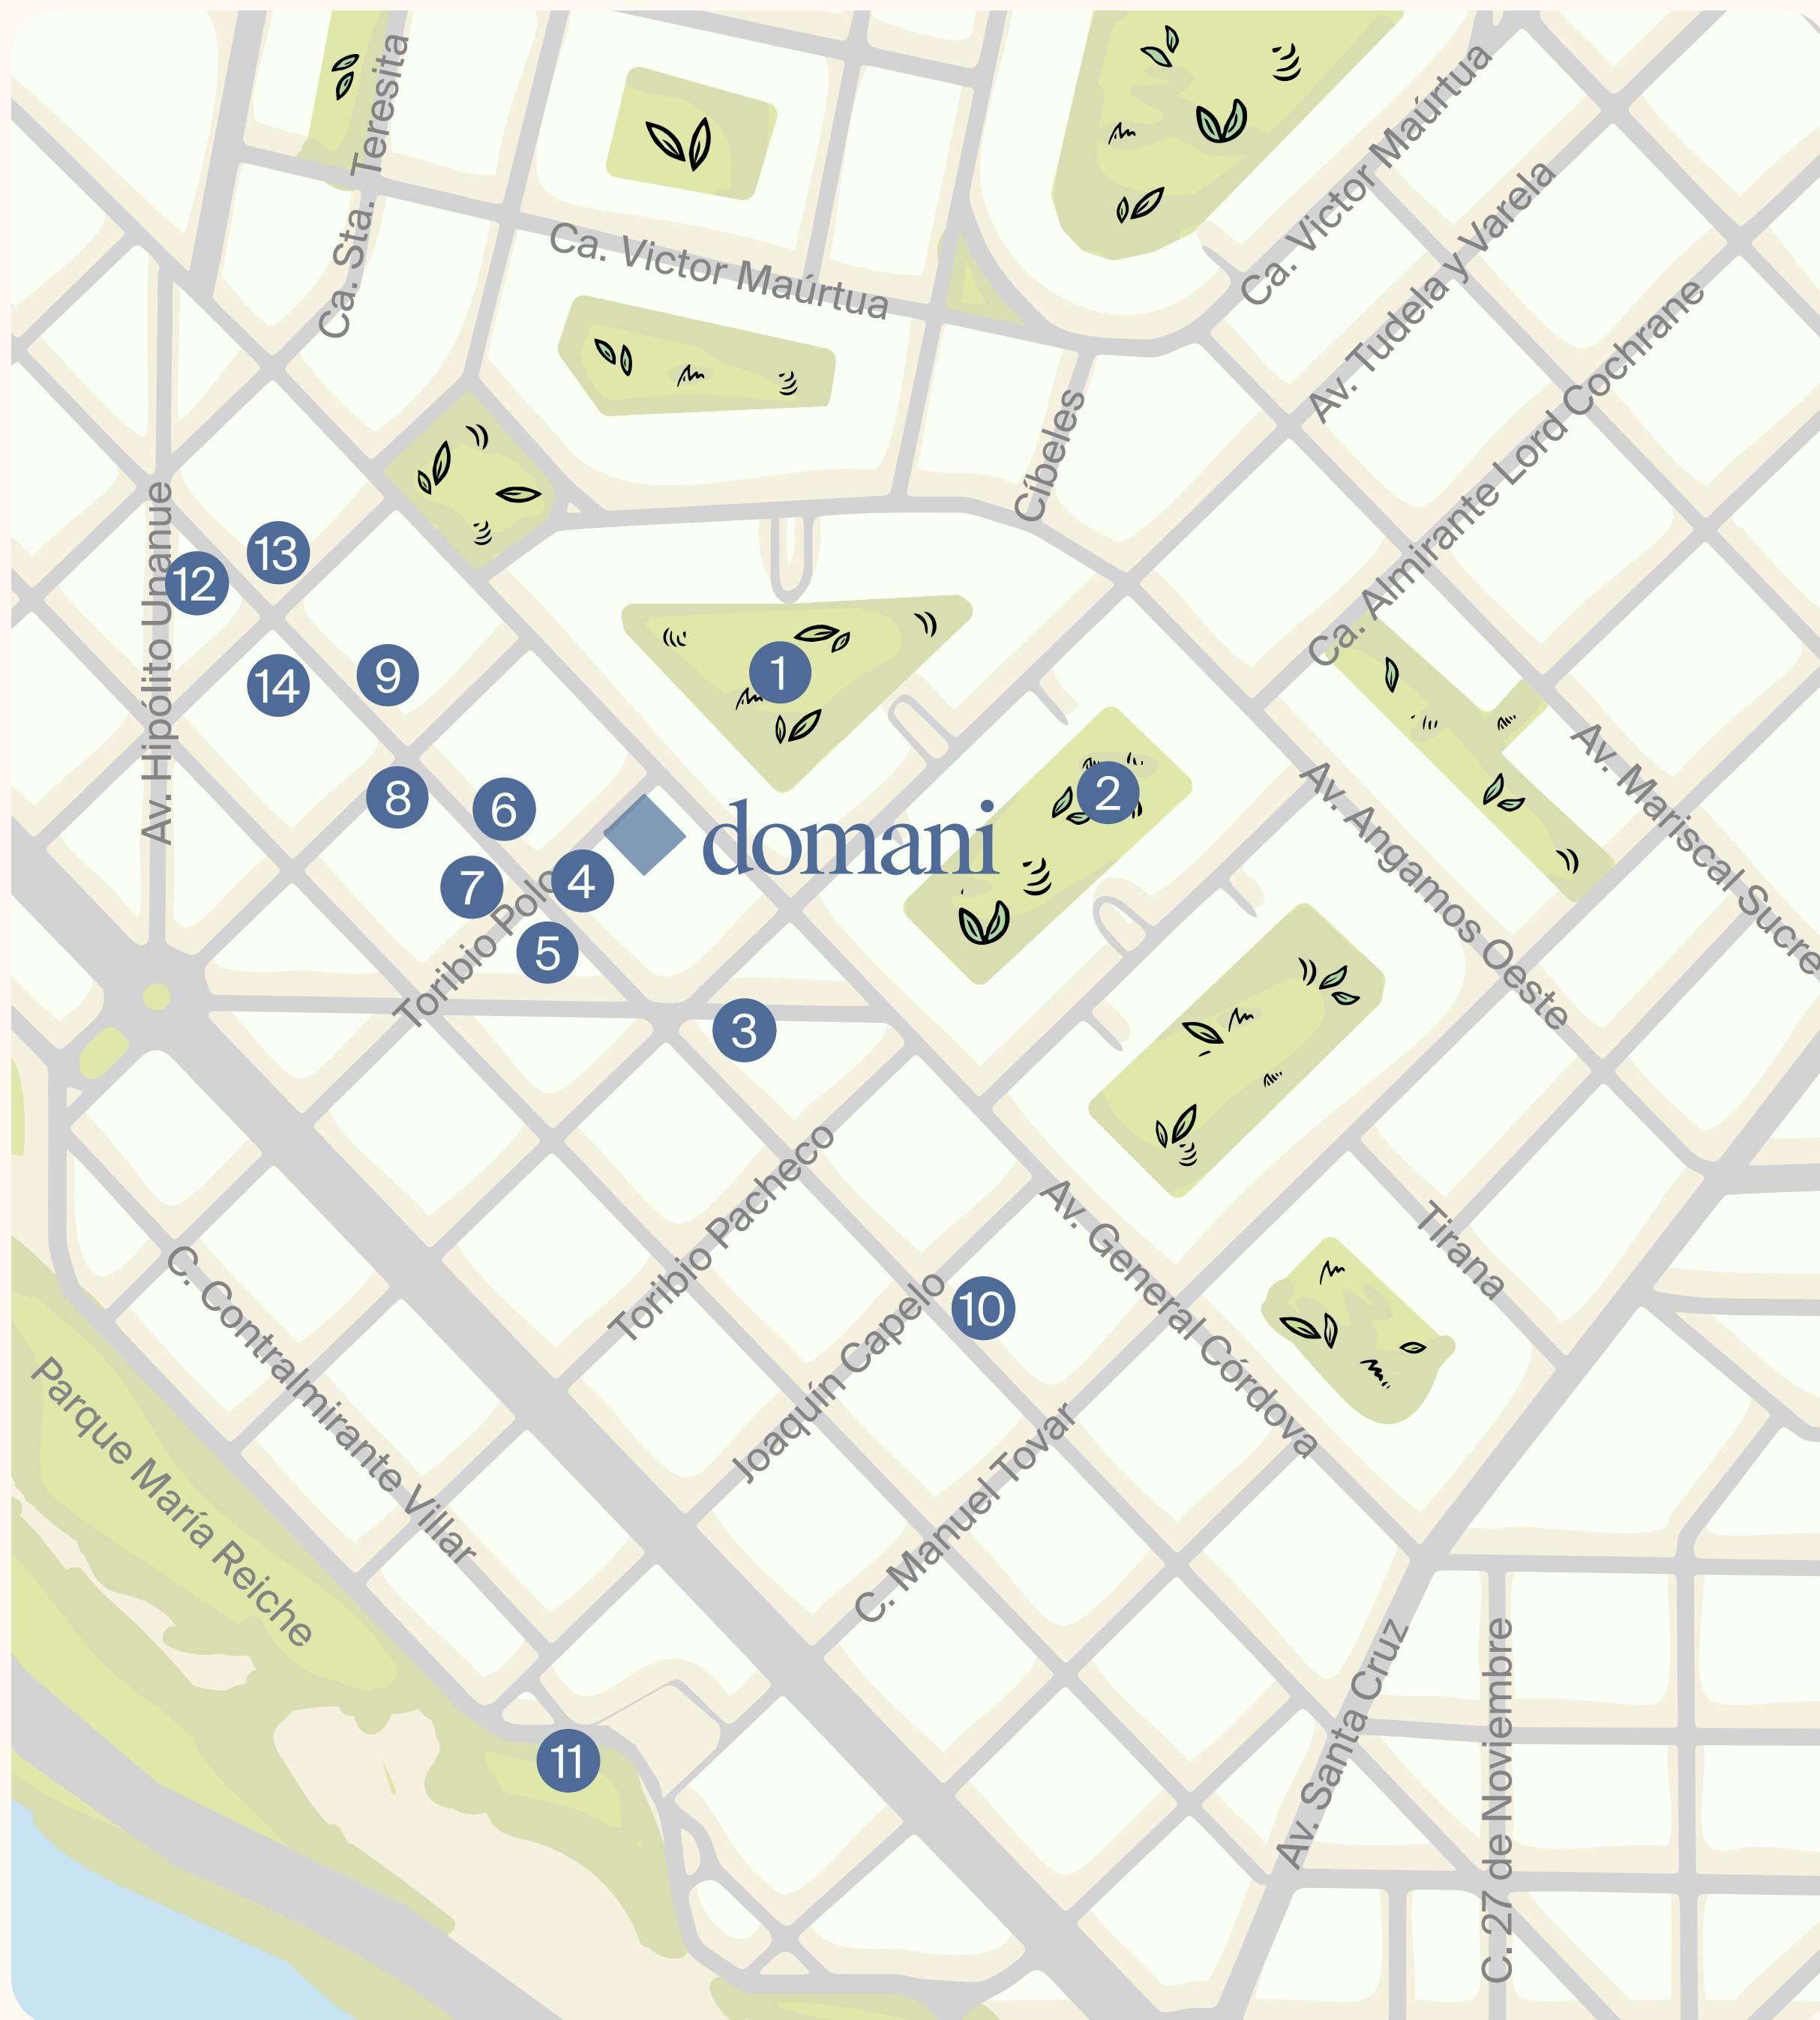 Ca. Sta. Teresita
Ca. Victor Maúrtua
Ca. Victor Maúrtua
Av. Tudela y Varela
Ca. Almirante Lord Cochrane
Cíbeles
Av. Hipólito Unanue
13
12
14
9
1
2
8
6
domani
7
4
Toribio Polo
5
3
Av. Mariscal Sucre
Av. Angamos Oeste
Toribio Pacheco
Av. General Córdova
Tirana
C. Contralmirante Villar
Joaquín Capelo
10
Parque María Reiche
C. Manuel Tovar
11
Av. Santa Cruz
C. 27 de Noviembre